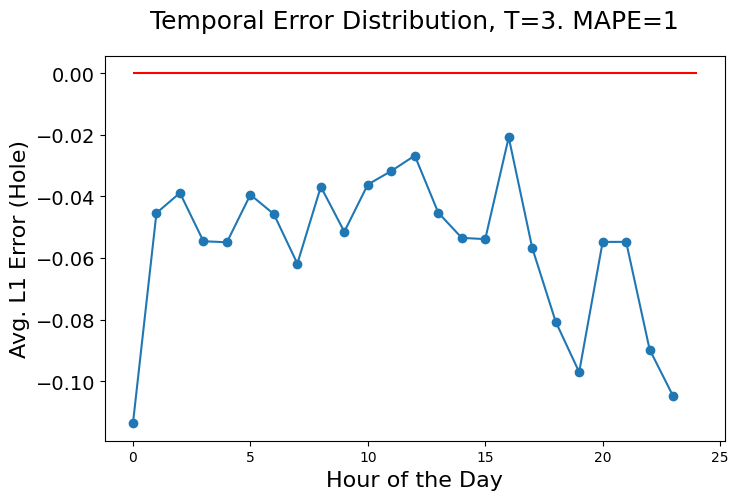 Temporal Error Distribution, T=3. MAPE=1
0.00
−0.02
−0.04
−0.06
−0.08
−0.10
Avg. L1 Error (Hole)
0 5 10 15 20 25
Hour of the Day